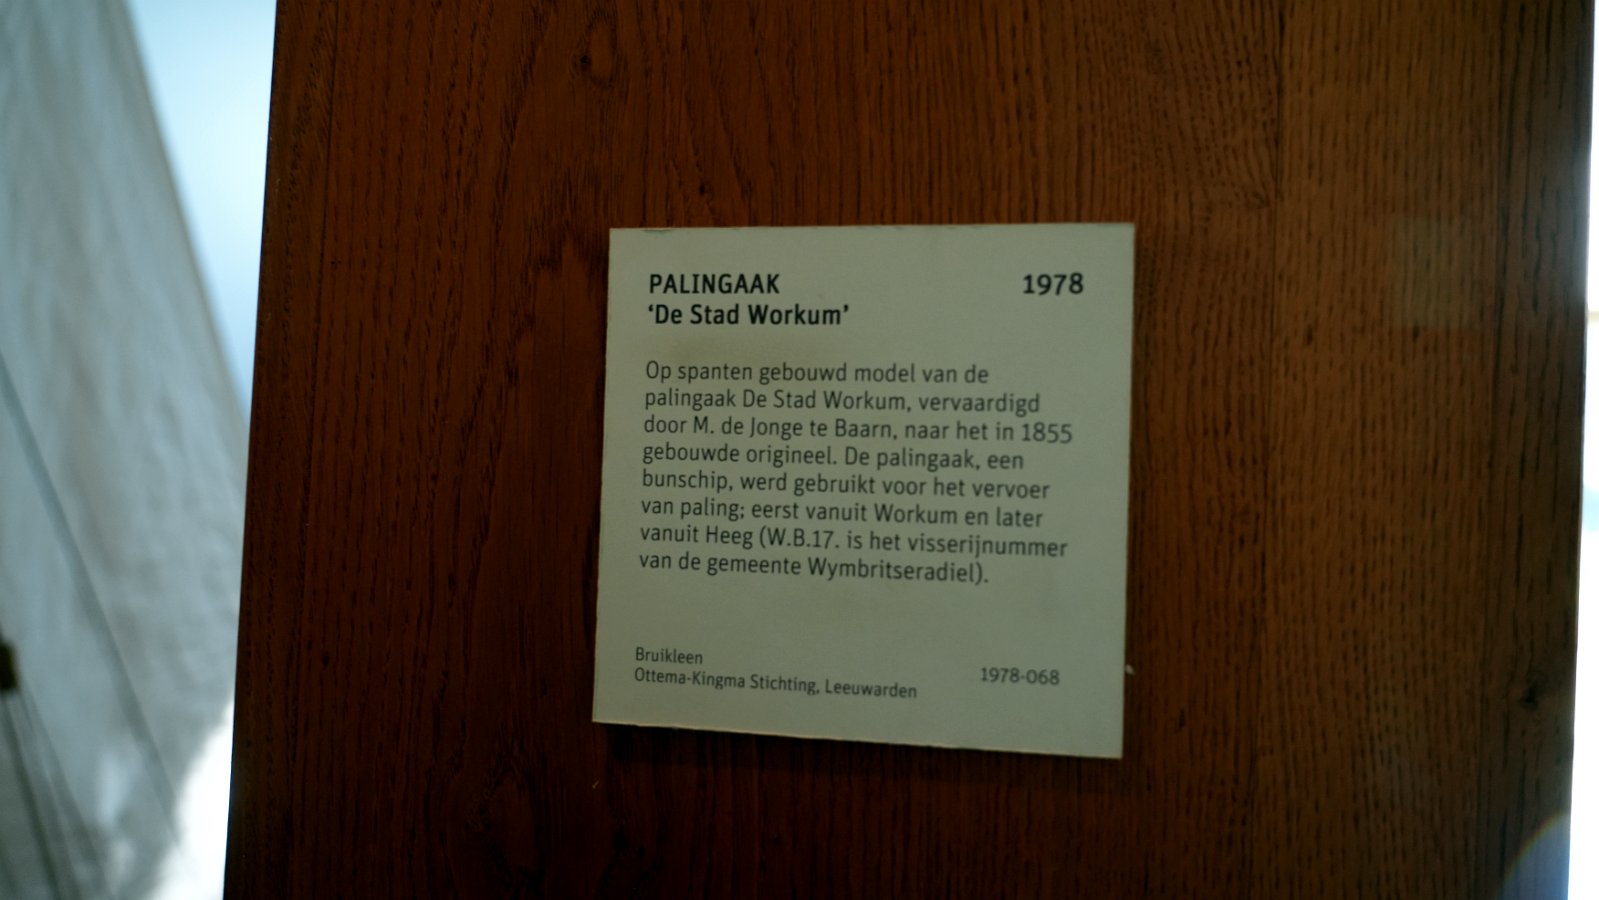 PALINGAAK 1978
‘De Stad Workum’
Op spanten gebouwd model van de
palingaak De Stad Workum, vervaardigd
door M. de Jonge te Baarn, naar het in 1855
gebouwde origineel. De palingaak, een
bunschip, werd gebruikt voor het vervoer
van paling; eerst vanuit Workum en later
vanuit Heeg (W.B.17. is het visserijnummer
van de gemeente Wymbritseradiel).
Bruikleen
Ottema-Kingma Stichting, Leeuwarden 1978-068